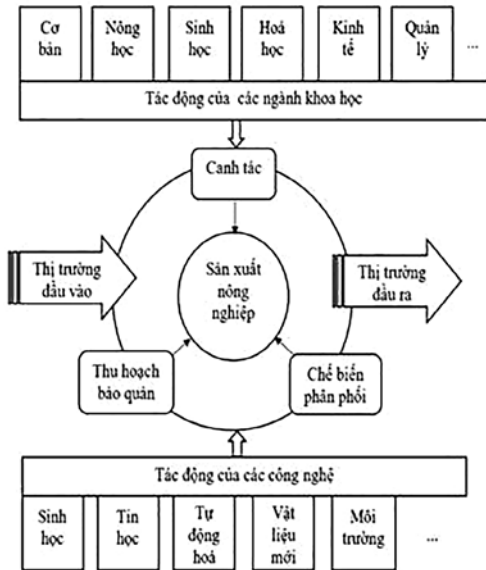 Cơ
bản
Nông
học
Sinh
học
Hoá
học
Kinh
tế
Quản
lý
...
Tác động của các ngành khoa học
Canh tác
Thị trường
đầu vào
Sản xuất
nông
nghiệp
Thị trường
đầu ra
Thu hoạch
bảo quản
Chế biến
phân phối
Tác động của các công nghệ
Sinh
học
Tin
học
Tự
động
hoá
Vật
liệu
mới
Môi
trường
...